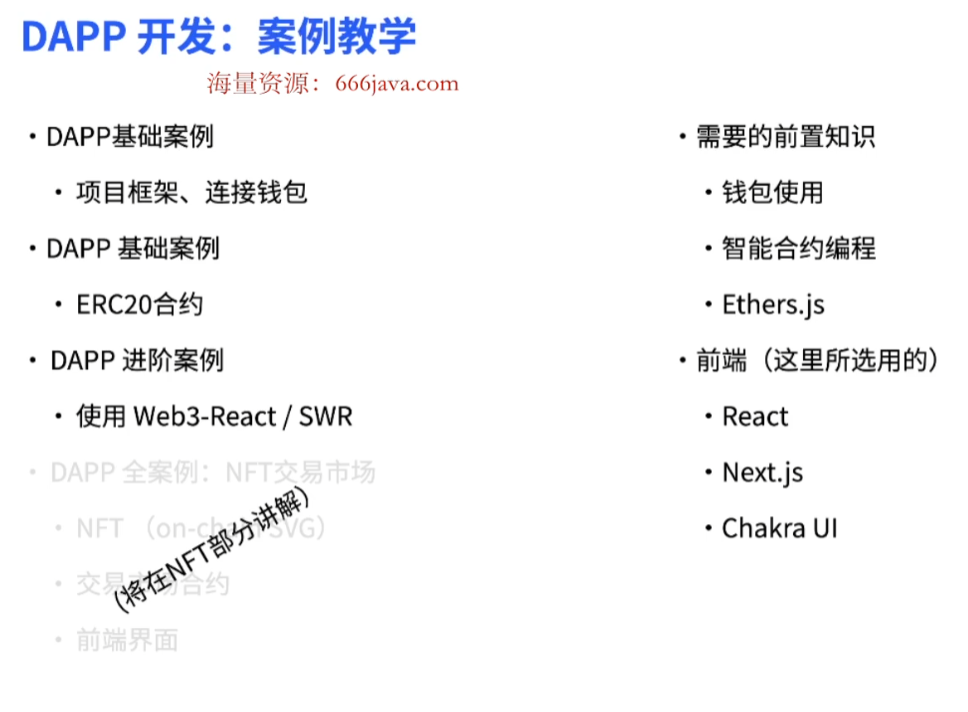 DAPP 开发：案例教学
海量资源：666java.com
・DAPP基础案例
・ 项目框架、连接钱包
・DAPP 基础案例
・ ERC20合约
・ DAPP 进阶案例
・ 使用 Web3-React / SWR
・ DAPP 全案例：NFT交易市场
・ NFT （on-chain SVG）
・ 交易市场合约
・ 前端界面
(将在NFT部分讲解)
・需要的前置知识
・钱包使用
・智能合约编程
・Ethers.js
・前端（这里所选用的）
・React
・Next.js
・Chakra UI